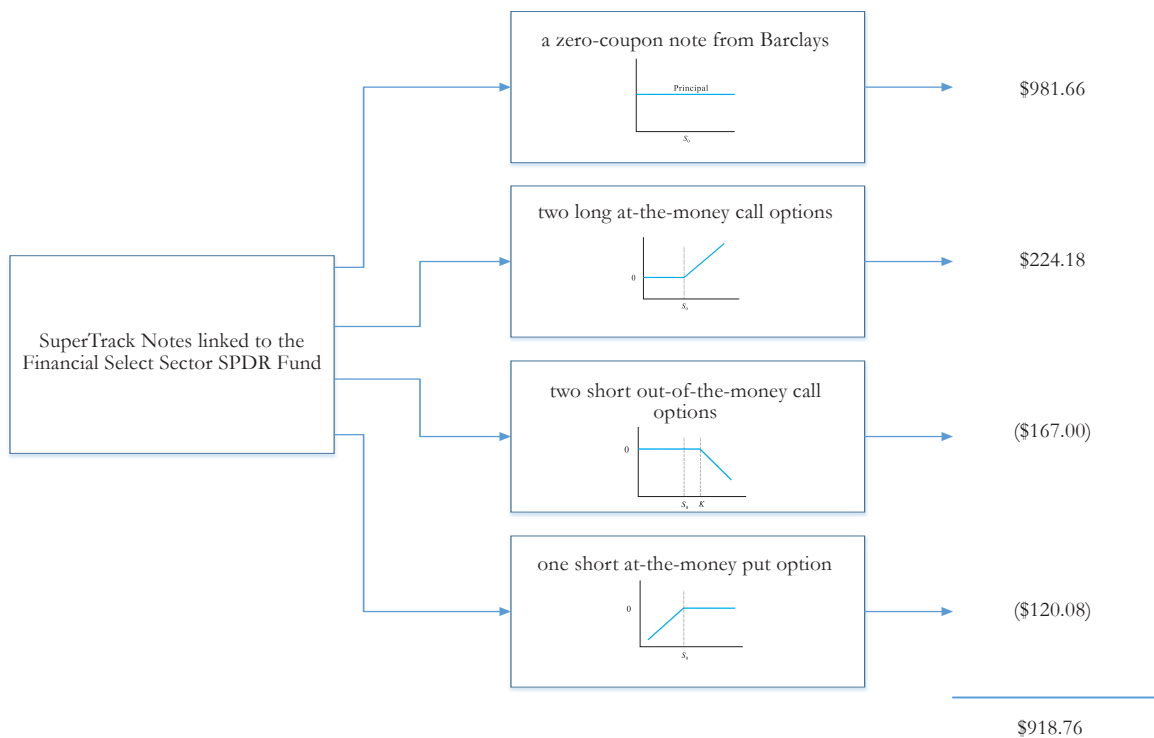 a zero-coupon note from Barclays
Principal
S₀
$981.66
two long at-the-money call options
0
S₀
$224.18
SuperTrack Notes linked to the
Financial Select Sector SPDR Fund
two short out-of-the-money call
options
0
S₀ K
($167.00)
one short at-the-money put option
0
S₀
($120.08)
$918.76